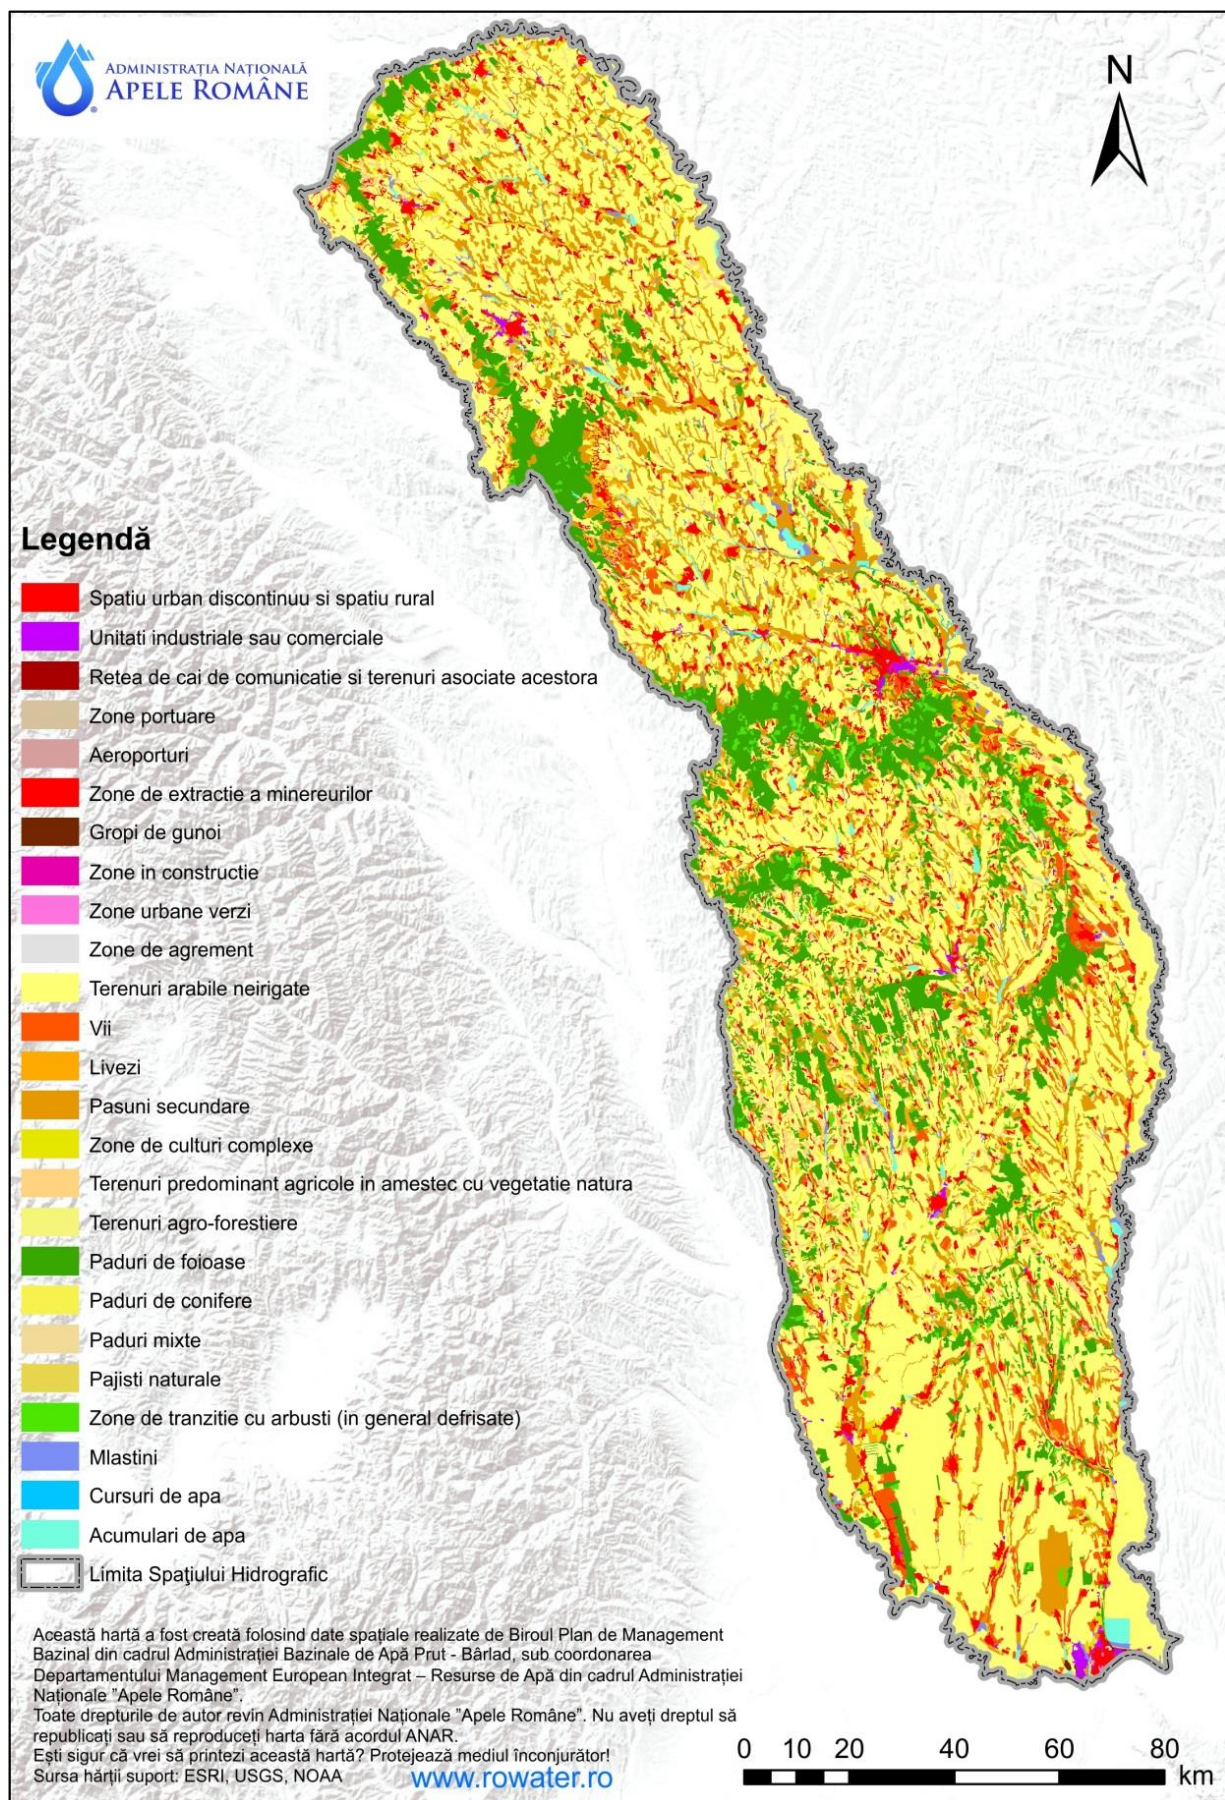 ADMINISTRAȚIA NAȚIONALĂ
APELE ROMÂNE
N
Legendă
Spatiu urban discontinuu si spatiu rural
Unitati industriale sau comerciale
Retea de cai de comunicatie si terenuri asociate acestora
Zone portuare
Aeroporturi
Zone de extractie a minereurilor
Gropi de gunoi
Zone in constructie
Zone urbane verzi
Zone de agrement
Terenuri arabile neirigate
Vii
Livezi
Pasuni secundare
Zone de culturi complexe
Terenuri predominant agricole in amestec cu vegetatie natura
Terenuri agro-forestiere
Paduri de foioase
Paduri de conifere
Paduri mixte
Pajisti naturale
Zone de tranzitie cu arbusti (in general defrisate)
Mlastini
Cursuri de apa
Acumulari de apa
Limita Spaţiului Hidrografic
Această hartă a fost creată folosind date spațiale realizate de Biroul Plan de Management
Bazinal din cadrul Administrației Bazinale de Apă Prut - Bârlad, sub coordonarea
Departamentului Management European Integrat – Resurse de Apă din cadrul Administrației
Naționale "Apele Române".
Toate drepturile de autor revin Administrației Naționale "Apele Române". Nu aveți dreptul să
republicați sau să reproduceți harta fără acordul ANAR.
Ești sigur că vrei să printezi această hartă? Protejează mediul înconjurător!
Sursa hărții suport: ESRI, USGS, NOAA
www.rowater.ro
0 10 20 40 60 80
km